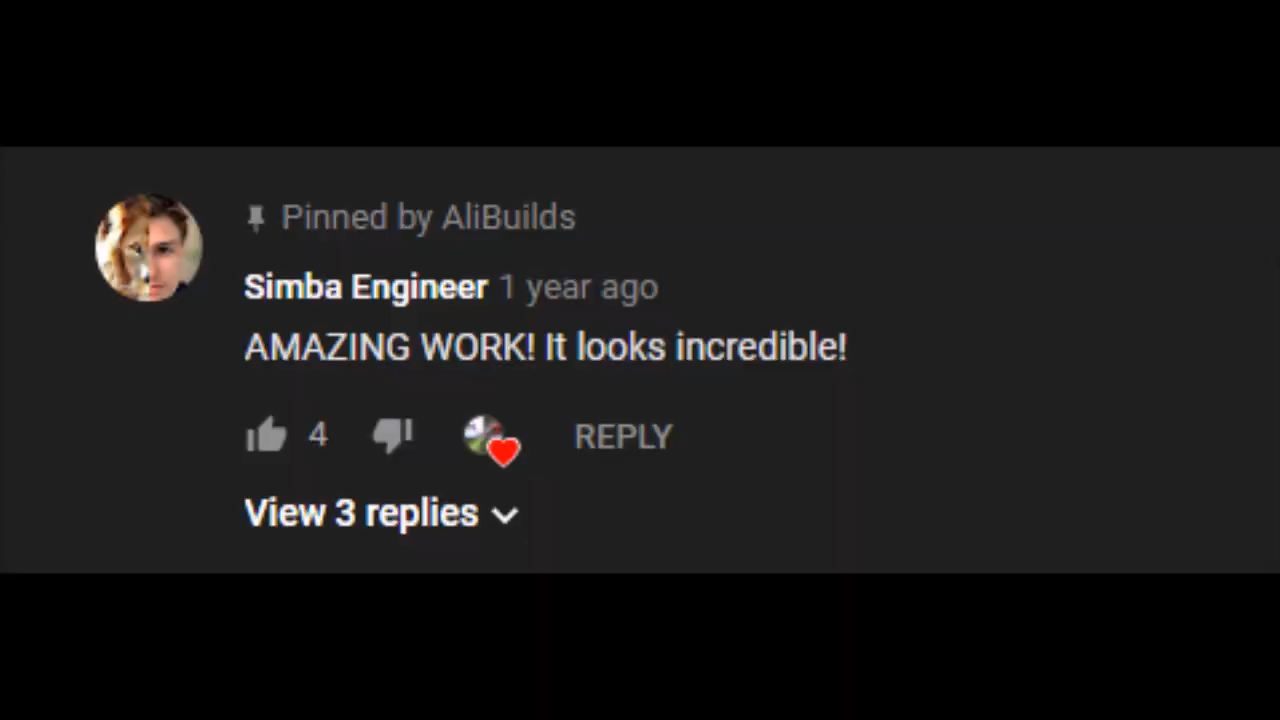 Pinned by AliBuilds
Simba Engineer 1 year ago
AMAZING WORK! It looks incredible!
4 REPLY
View 3 replies